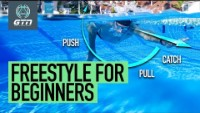 GTN
PUSH
CATCH
PULL
FREESTYLE FOR
BEGINNERS